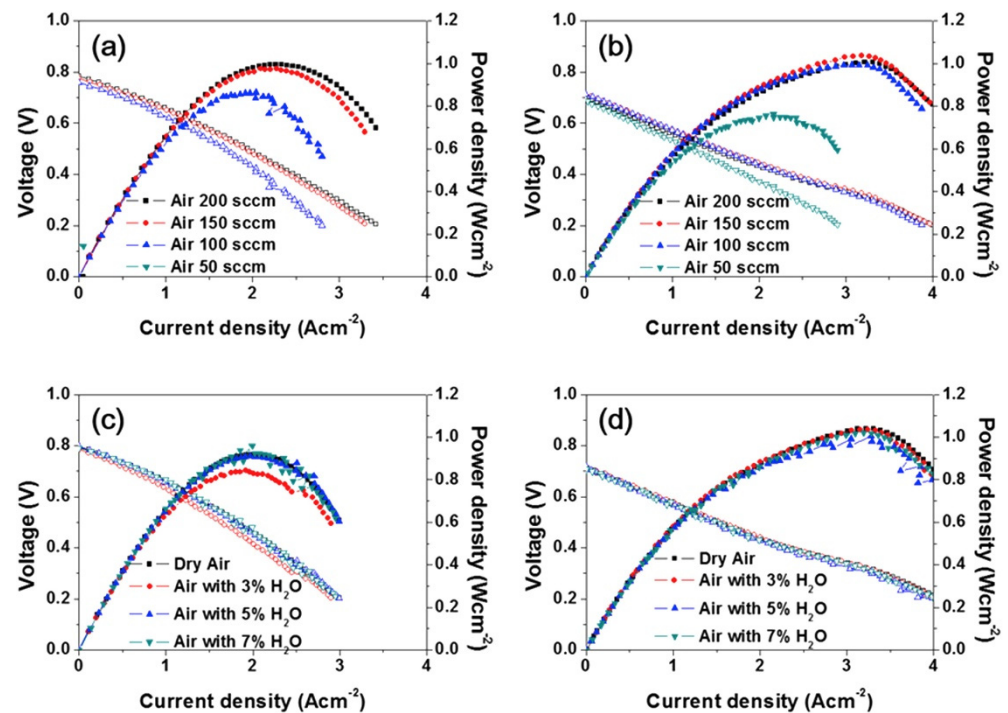 (a)
1.0
0.8
0.6
0.4
0.2
0.0
Voltage (V)
1.2
1.0
0.8
0.6
0.4
0.2
0.0
Power density (Wcm-2)
Air 200 sccm
Air 150 sccm
Air 100 sccm
Air 50 sccm
0 1 2 3 4
Current density (Acm-2)
(b)
1.0
0.8
0.6
0.4
0.2
0.0
Voltage (V)
1.2
1.0
0.8
0.6
0.4
0.2
0.0
Power density (Wcm-2)
Air 200 sccm
Air 150 sccm
Air 100 sccm
Air 50 sccm
0 1 2 3 4
Current density (Acm-2)
(c)
1.0
0.8
0.6
0.4
0.2
0.0
Voltage (V)
1.2
1.0
0.8
0.6
0.4
0.2
0.0
Power density (Wcm-2)
Dry Air
Air with 3% H2O
Air with 5% H2O
Air with 7% H2O
0 1 2 3 4
Current density (Acm-2)
(d)
1.0
0.8
0.6
0.4
0.2
0.0
Voltage (V)
1.2
1.0
0.8
0.6
0.4
0.2
0.0
Power density (Wcm-2)
Dry Air
Air with 3% H2O
Air with 5% H2O
Air with 7% H2O
0 1 2 3 4
Current density (Acm-2)